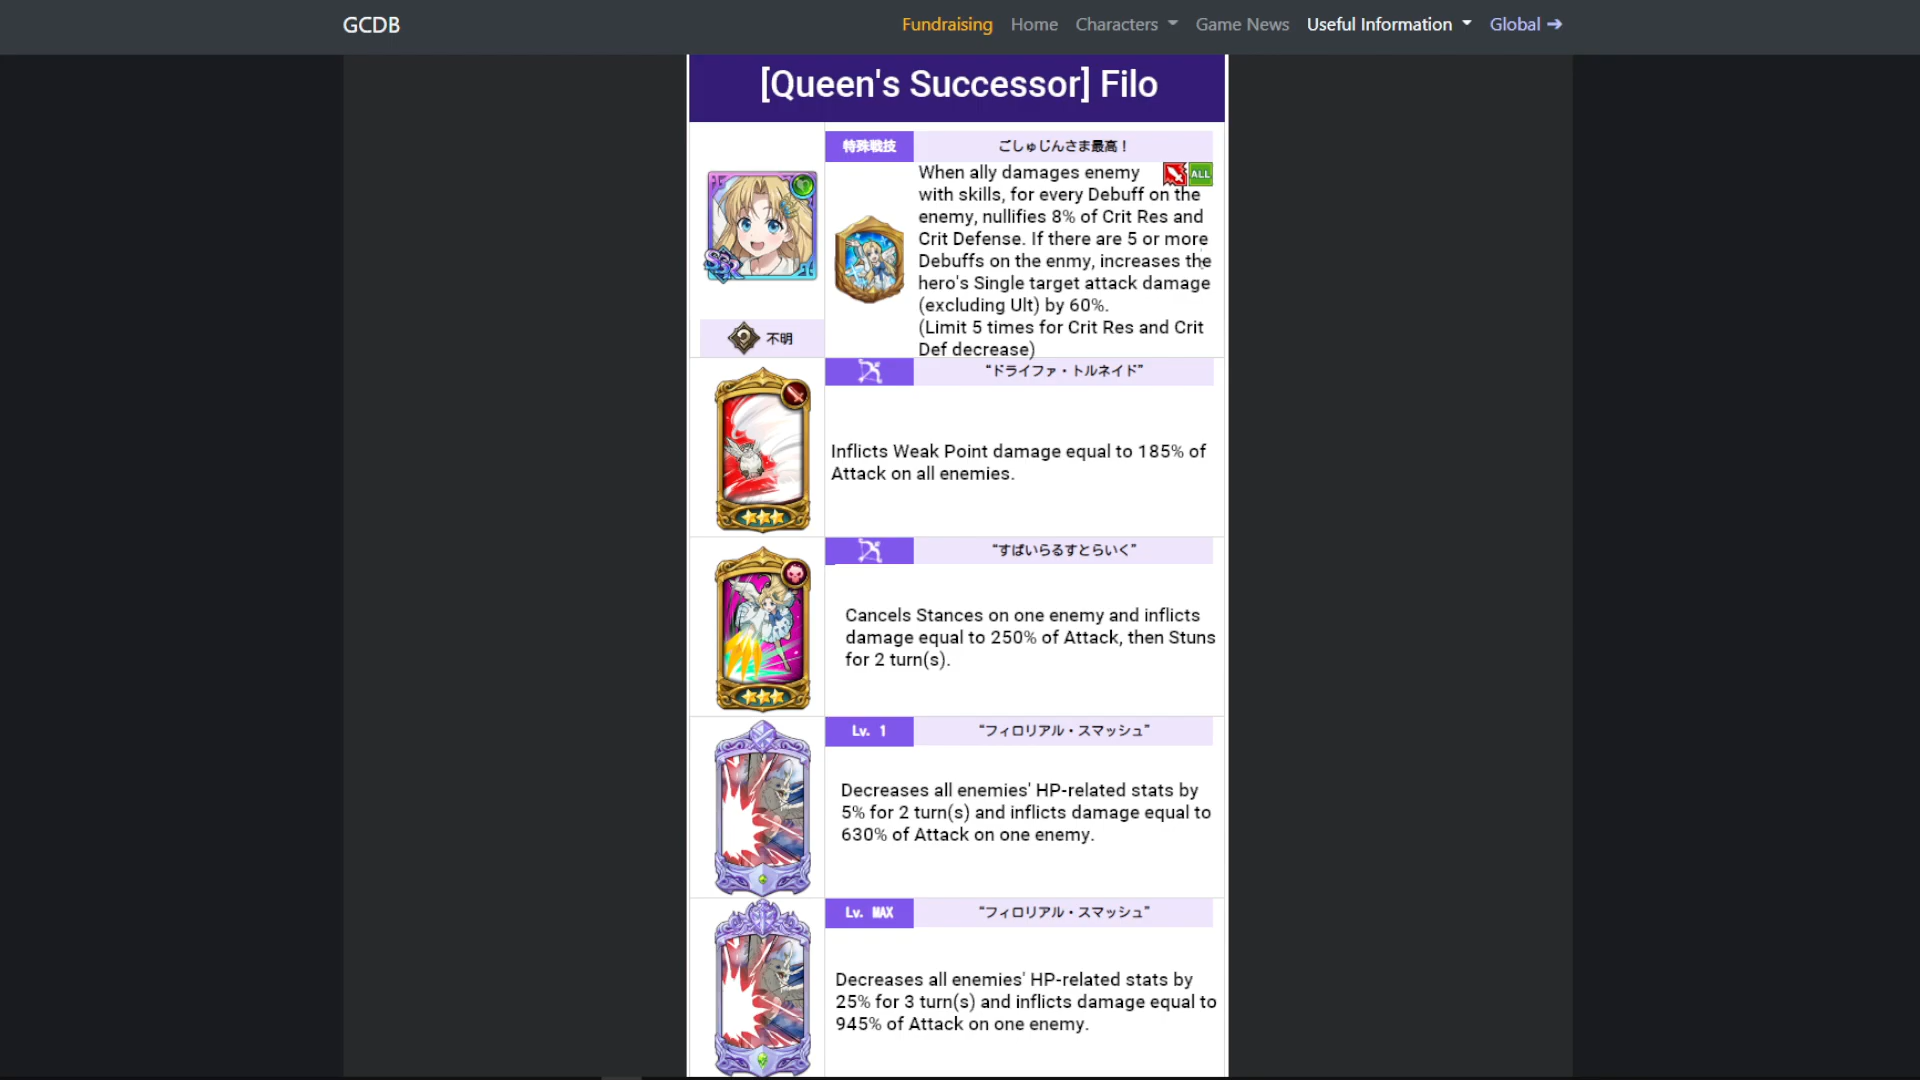 GCDB
Fundraising
Home
Characters
Game News
Useful Information
Global ➔
[Queen's Successor] Filo
特殊戦技
ごしゅじんさま最高！
ALL
When ally damages enemy
with skills, for every Debuff on the
enemy, nullifies 8% of Crit Res and
Crit Defense. If there are 5 or more
Debuffs on the enmy, increases the
hero's Single target attack damage
(excluding Ult) by 60%.
(Limit 5 times for Crit Res and Crit
Def decrease)
SSR
不明
“ドライファ・トルネイド”
Inflicts Weak Point damage equal to 185% of
Attack on all enemies.
“すぱいらるすとらいく”
Cancels Stances on one enemy and inflicts
damage equal to 250% of Attack, then Stuns
for 2 turn(s).
Lv. 1
“フィロリアル・スマッシュ”
Decreases all enemies' HP-related stats by
5% for 2 turn(s) and inflicts damage equal to
630% of Attack on one enemy.
Lv. MAX
“フィロリアル・スマッシュ”
Decreases all enemies' HP-related stats by
25% for 3 turn(s) and inflicts damage equal to
945% of Attack on one enemy.